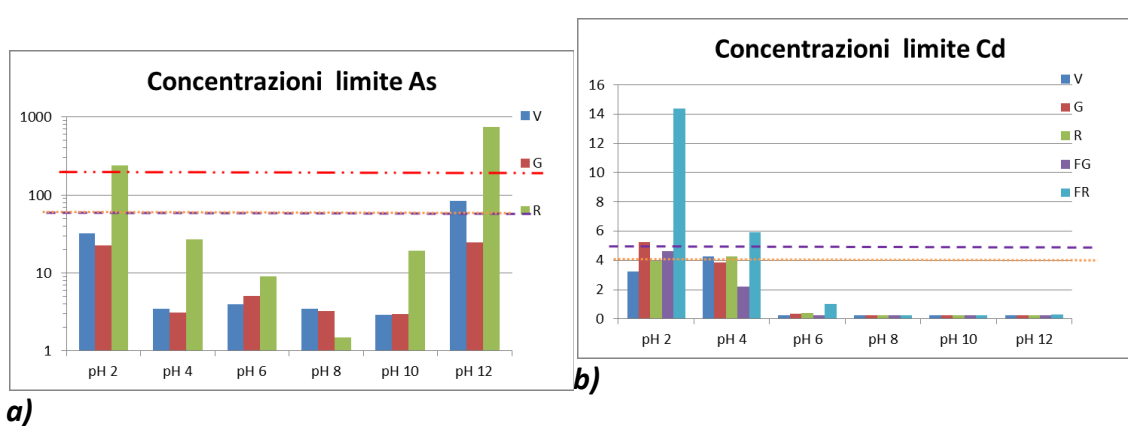 Concentrazioni limite As
1000
100
10
1
pH 2 pH 4 pH 6 pH 8 pH 10 pH 12
V
G
R
a)
Concentrazioni limite Cd
16
14
12
10
8
6
4
2
0
pH 2 pH 4 pH 6 pH 8 pH 10 pH 12
V
G
R
FG
FR
b)